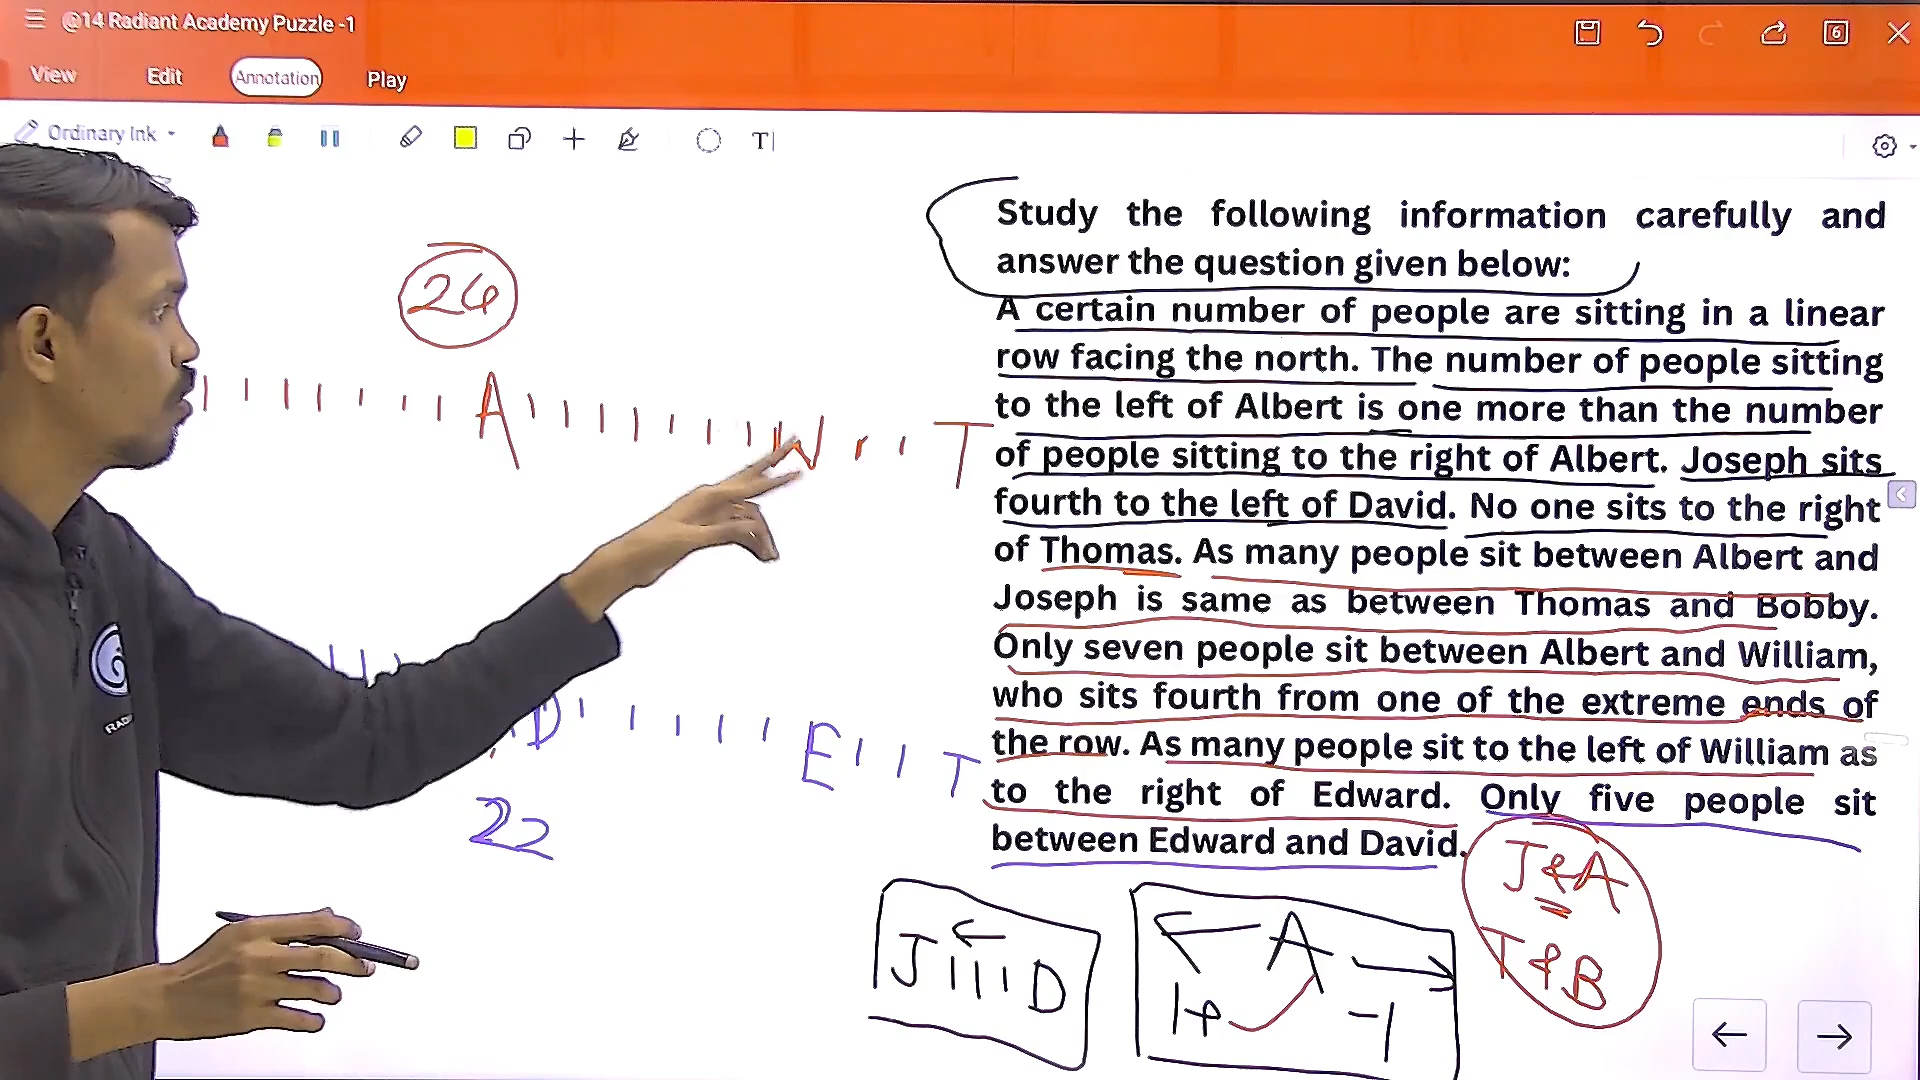 @14 Radiant Academy Puzzle -1
6
View Edit Annotation Play
Ordinary Ink
T|
Study the following information carefully and
answer the question given below:
A certain number of people are sitting in a linear
row facing the north. The number of people sitting
to the left of Albert is one more than the number
of people sitting to the right of Albert. Joseph sits
fourth to the left of David. No one sits to the right
of Thomas. As many people sit between Albert and
Joseph is same as between Thomas and Bobby.
Only seven people sit between Albert and William,
who sits fourth from one of the extreme ends of
the row. As many people sit to the left of William as
to the right of Edward. Only five people sit
between Edward and David.
A W T
D E T
22
J D
← A →
1+ -1
J & A
T & B